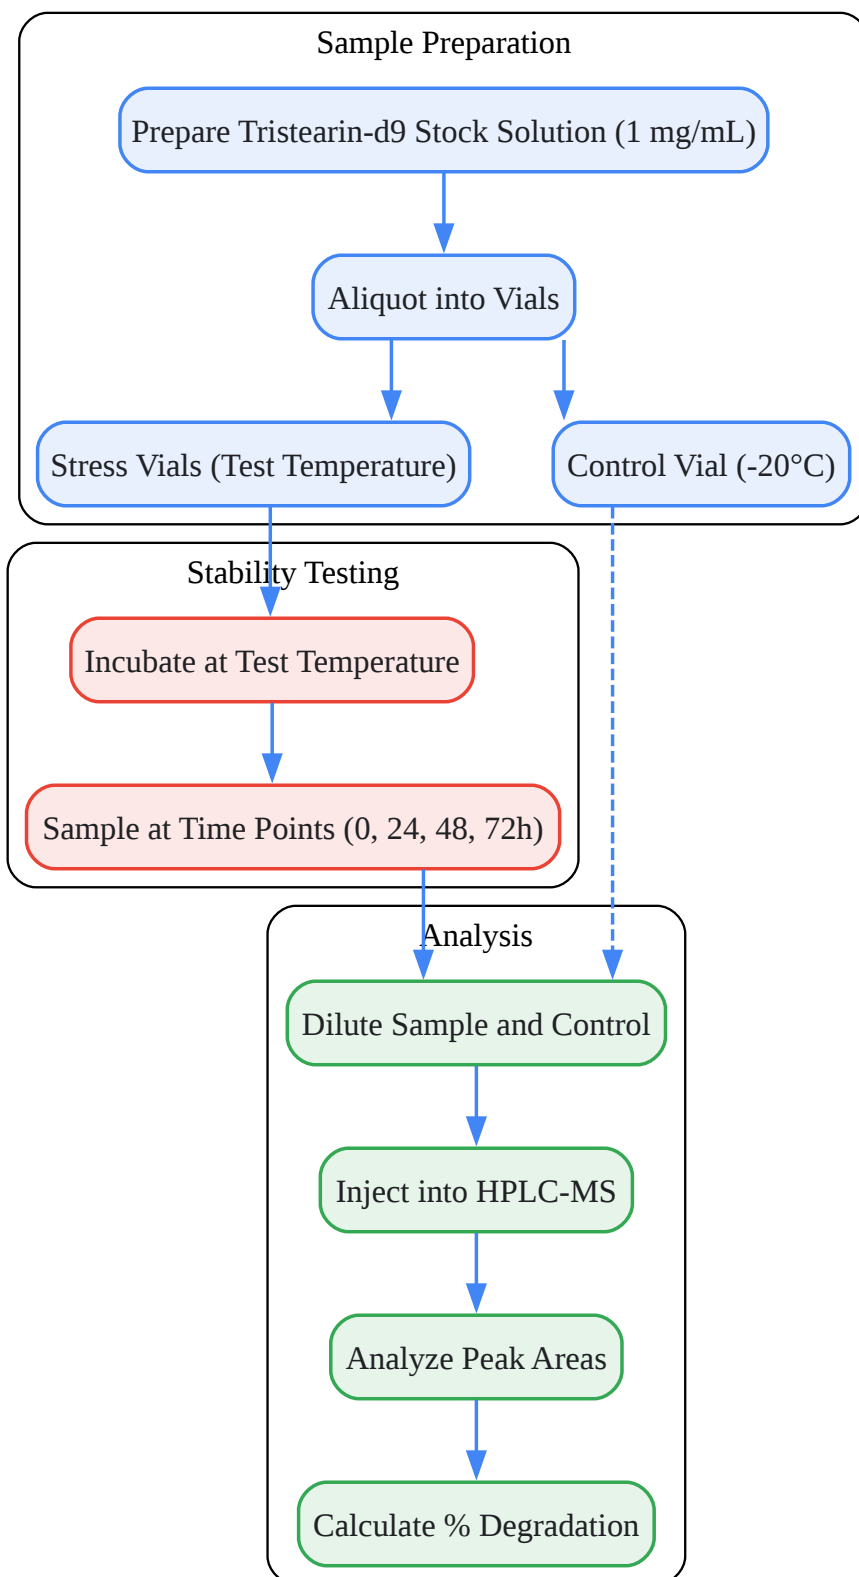 Sample Preparation
Prepare Tristearin-d9 Stock Solution (1 mg/mL)
Aliquot into Vials
Stress Vials (Test Temperature)
Control Vial (-20°C)
Stability Testing
Incubate at Test Temperature
Sample at Time Points (0, 24, 48, 72h)
Analysis
Dilute Sample and Control
Inject into HPLC-MS
Analyze Peak Areas
Calculate % Degradation